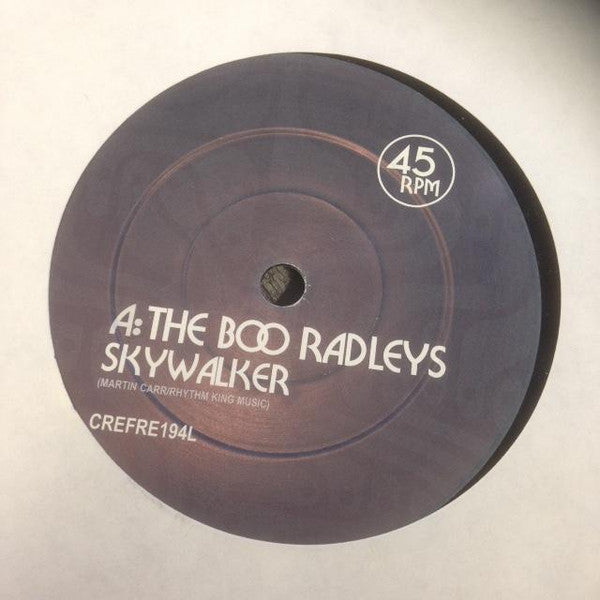 45
RPM
A: THE BOO RADLEYS
SKYWALKER
(MARTIN CARR/RHYTHM KING MUSIC)
CREFRE194L